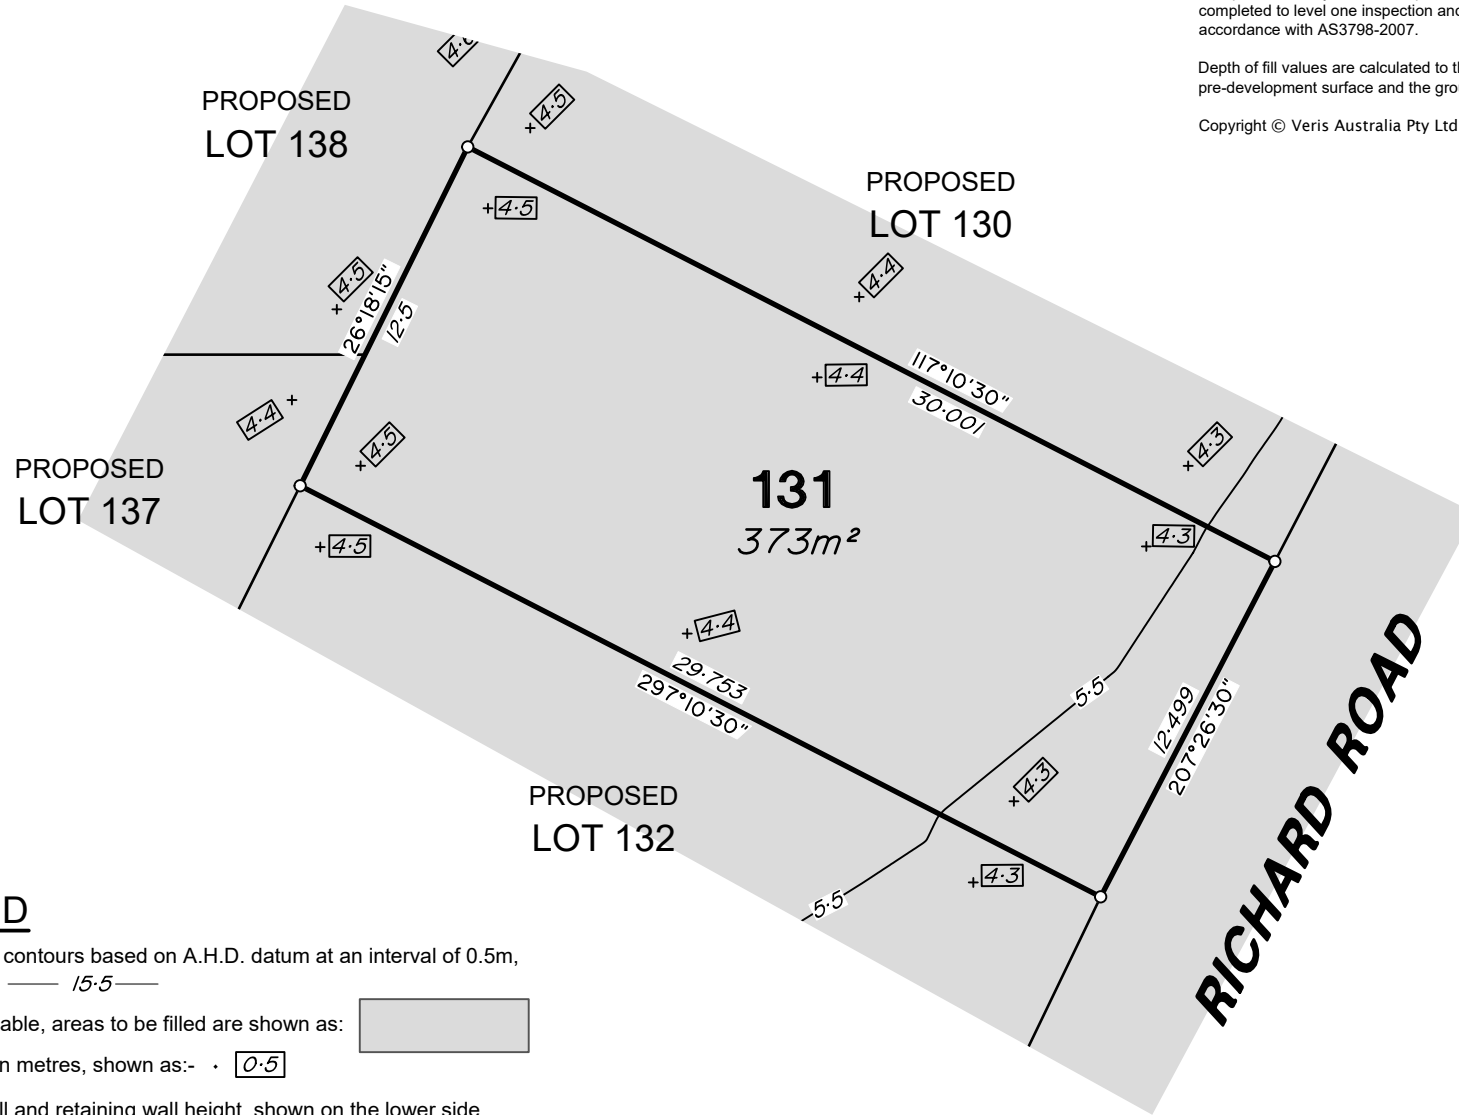 completed to level one inspection and
accordance with AS3798-2007.
Depth of fill values are calculated to
pre-development surface and the
Copyright © Veris Australia Pty Ltd
4·5
PROPOSED
LOT 138
PROPOSED
LOT 130
+4·5
4·4
4·5
26°18'15"
12·5
+4·4
117°10'30"
30·001
4·3
4·4
4·5
PROPOSED
LOT 137
131
373m²
+4·3
+4·5
+4·4
29·753
297°10'30"
5·5
12·499
207°26'30"
4·3
PROPOSED
LOT 132
+4·3
5·5
RICHARD ROAD
D
contours based on A.H.D. datum at an interval of 0.5m,
15·5
able, areas to be filled are shown as:
n metres, shown as:- · 0·5
ll and retaining wall height, shown on the lower side